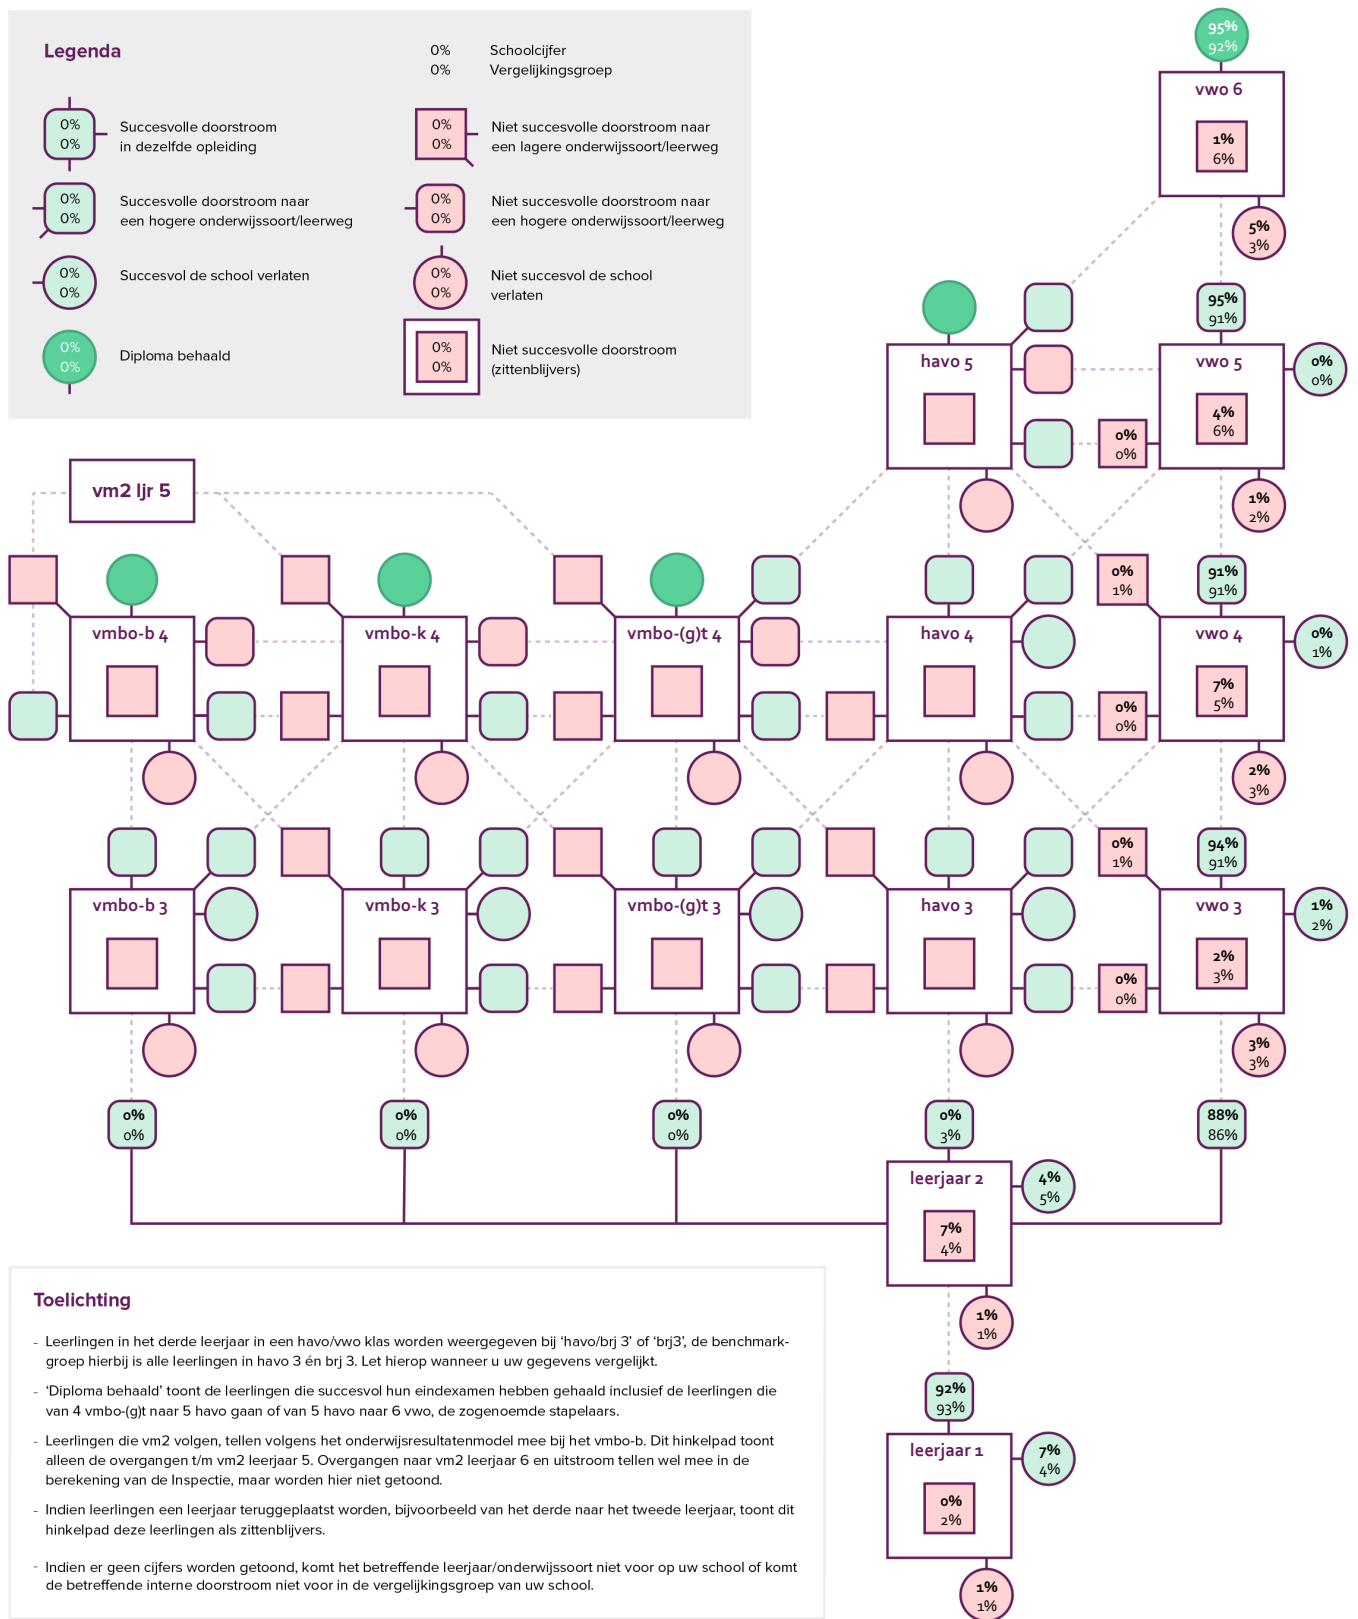 Legenda
0% Schoolcijfer
0% Vergelijkingsgroep
0%
0%
Succesvolle doorstroom
in dezelfde opleiding
0%
0%
Niet succesvolle doorstroom naar
een lagere onderwijssoort/leerweg
0%
0%
Succesvolle doorstroom naar
een hogere onderwijssoort/leerweg
0%
0%
Niet succesvolle doorstroom naar
een hogere onderwijssoort/leerweg
0%
0%
Succesvol de school verlaten
0%
0%
Niet succesvol de school
verlaten
0%
0%
Diploma behaald
0%
0%
Niet succesvolle doorstroom
(zittenblijvers)
95%
92%
vwo 6
1%
6%
5%
3%
95%
91%
havo 5
vwo 5
0%
0%
4%
6%
0%
0%
1%
2%
vm2 ljr 5
0%
1%
91%
91%
vmbo-b 4
vmbo-k 4
vmbo-(g)t 4
havo 4
vwo 4
0%
1%
7%
5%
0%
0%
2%
3%
0%
1%
94%
91%
vmbo-b 3
vmbo-k 3
vmbo-(g)t 3
havo 3
vwo 3
1%
2%
2%
3%
0%
0%
3%
3%
0%
0%
0%
0%
0%
0%
0%
3%
88%
86%
leerjaar 2
4%
5%
7%
4%
1%
1%
92%
93%
leerjaar 1
7%
4%
0%
2%
1%
1%
Toelichting
- Leerlingen in het derde leerjaar in een havo/vwo klas worden weergegeven bij ‘havo/brj 3’ of ‘brj3’, de benchmark-
groep hierbij is alle leerlingen in havo 3 én brj 3. Let hierop wanneer u uw gegevens vergelijkt.
- ‘Diploma behaald’ toont de leerlingen die succesvol hun eindexamen hebben gehaald inclusief de leerlingen die
van 4 vmbo-(g)t naar 5 havo gaan of van 5 havo naar 6 vwo, de zogenoemde stapelaars.
- Leerlingen die vm2 volgen, tellen volgens het onderwijsresultatenmodel mee bij het vmbo-b. Dit hinkelpad toont
alleen de overgangen t/m vm2 leerjaar 5. Overgangen naar vm2 leerjaar 6 en uitstroom tellen wel mee in de
berekening van de Inspectie, maar worden hier niet getoond.
- Indien leerlingen een leerjaar teruggeplaatst worden, bijvoorbeeld van het derde naar het tweede leerjaar, toont dit
hinkelpad deze leerlingen als zittenblijvers.
- Indien er geen cijfers worden getoond, komt het betreffende leerjaar/onderwijssoort niet voor op uw school of komt
de betreffende interne doorstroom niet voor in de vergelijkingsgroep van uw school.